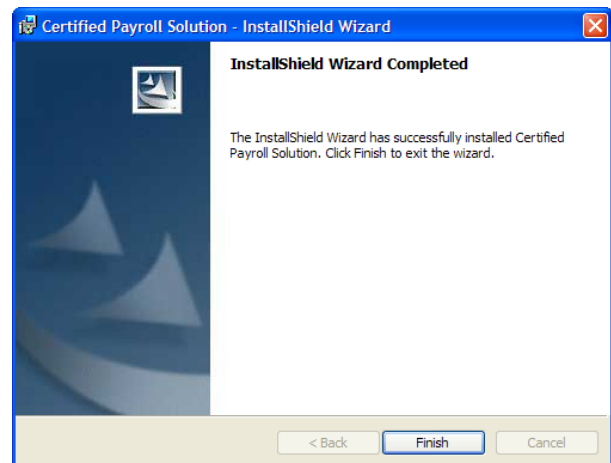 Certified Payroll Solution - InstallShield Wizard
InstallShield Wizard Completed
The InstallShield Wizard has successfully installed Certified
Payroll Solution. Click Finish to exit the wizard.
< Back
Finish
Cancel